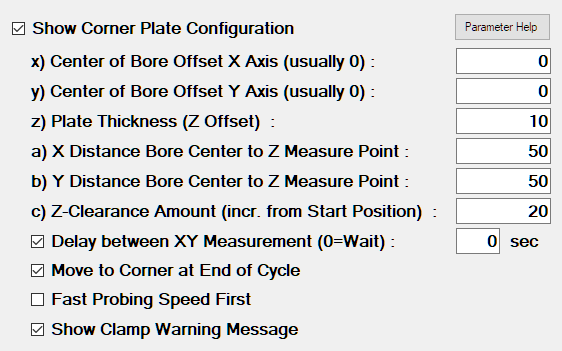 Show Corner Plate Configuration Parameter Help
x) Center of Bore Offset X Axis (usually 0) : 0
y) Center of Bore Offset Y Axis (usually 0) : 0
z) Plate Thickness (Z Offset) : 10
a) X Distance Bore Center to Z Measure Point : 50
b) Y Distance Bore Center to Z Measure Point : 50
c) Z-Clearance Amount (incr. from Start Position) : 20
Delay between XY Measurement (0=Wait) : 0 sec
Move to Corner at End of Cycle
Fast Probing Speed First
Show Clamp Warning Message